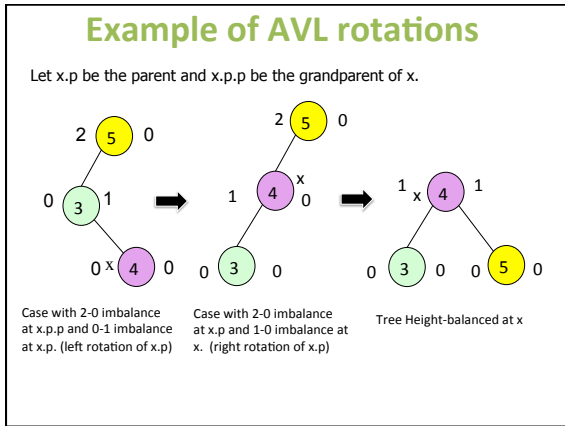 Example of AVL rotations
Let x.p be the parent and x.p.p be the grandparent of x.
2 5 0
0 3 1
0 x 4 0
2 5 0
1 4 x 0
0 3 0
1 x 4 1
0 3 0 0 5 0
Case with 2-0 imbalance
at x.p.p and 0-1 imbalance
at x.p. (left rotation of x.p)
Case with 2-0 imbalance
at x.p and 1-0 imbalance at
x. (right rotation of x.p)
Tree Height-balanced at x